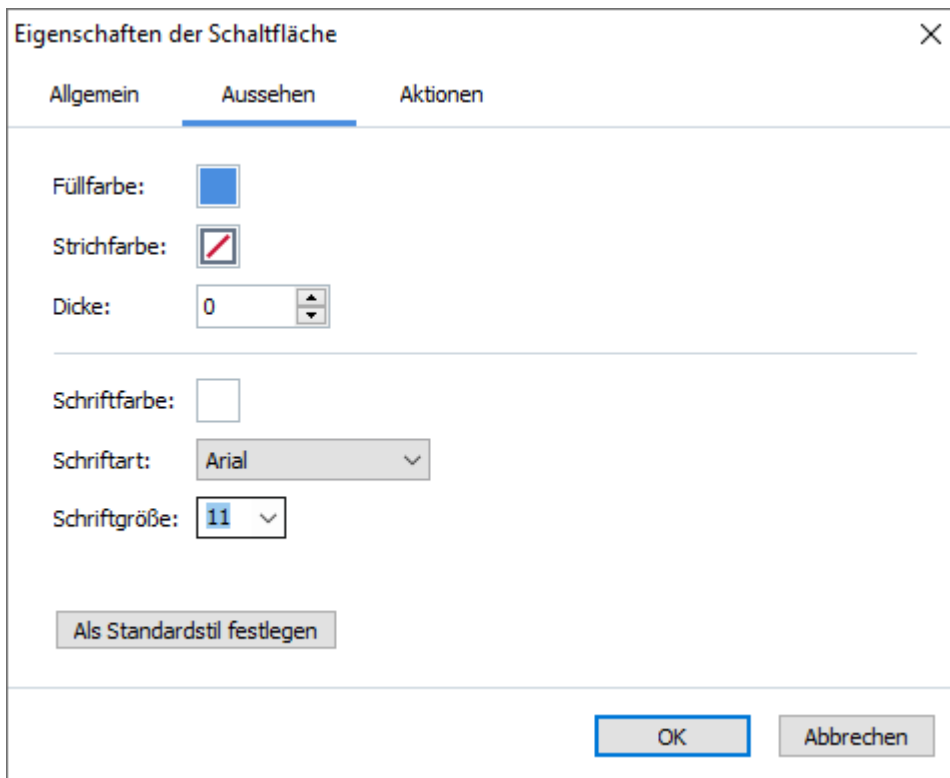 Eigenschaften der Schaltfläche
Allgemein Aussehen Aktionen
Füllfarbe:
Strichfarbe:
Dicke: 0
Schriftfarbe:
Schriftart: Arial
Schriftgröße: 11
Als Standardstil festlegen
OK Abbrechen